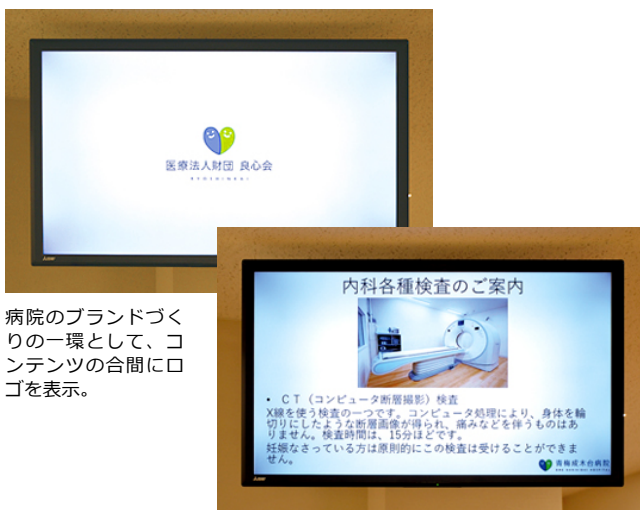 医療法人財団 良心会
RYOSHINKAI
病院のブランドづく
りの一環として、コ
ンテンツの合間にロ
ゴを表示。
内科各種検査のご案内
• CT（コンピュータ断層撮影）検査
X線を使う検査の一つです。コンピュータ処理により、身体を輪
切りにしたような断層画像が得られ、痛みなどを伴うものはあ
りません。検査時間は、15分ほどです。
妊娠なさっている方は原則的にこの検査は受けることができま
せん。
青梅成木台病院